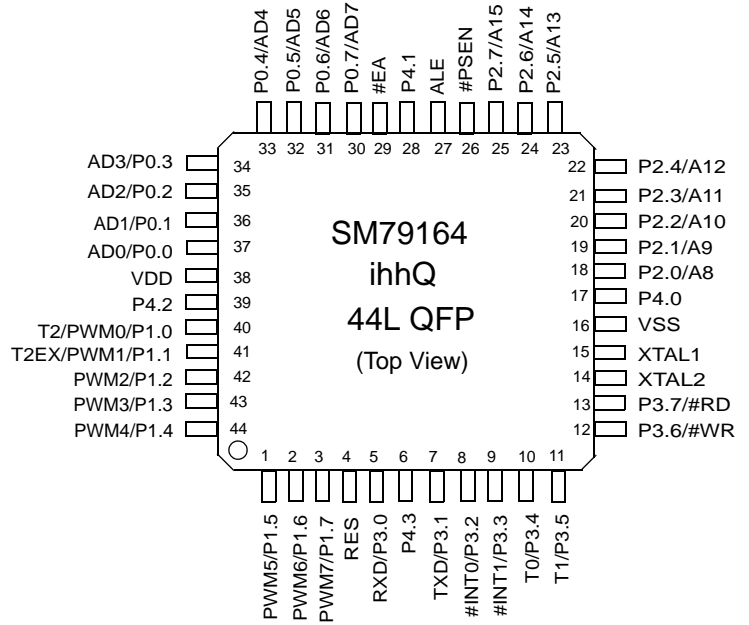 P0.4/AD4
P0.5/AD5
P0.6/AD6
P0.7/AD7
#EA
P4.1
ALE
#PSEN
P2.7/A15
P2.6/A14
P2.5/A13
33
32
31
30
29
28
27
26
25
24
23
AD3/P0.3
34
AD2/P0.2
35
AD1/P0.1
36
AD0/P0.0
37
VDD
38
P4.2
39
T2/PWM0/P1.0
40
T2EX/PWM1/P1.1
41
PWM2/P1.2
42
PWM3/P1.3
43
PWM4/P1.4
44
SM79164
ihhQ
44L QFP
(Top View)
22
P2.4/A12
21
P2.3/A11
20
P2.2/A10
19
P2.1/A9
18
P2.0/A8
17
P4.0
16
VSS
15
XTAL1
14
XTAL2
13
P3.7/#RD
12
P3.6/#WR
1
2
3
4
5
6
7
8
9
10
11
PWM5/P1.5
PWM6/P1.6
PWM7/P1.7
RES
RXD/P3.0
P4.3
TXD/P3.1
#INT0/P3.2
#INT1/P3.3
T0/P3.4
T1/P3.5